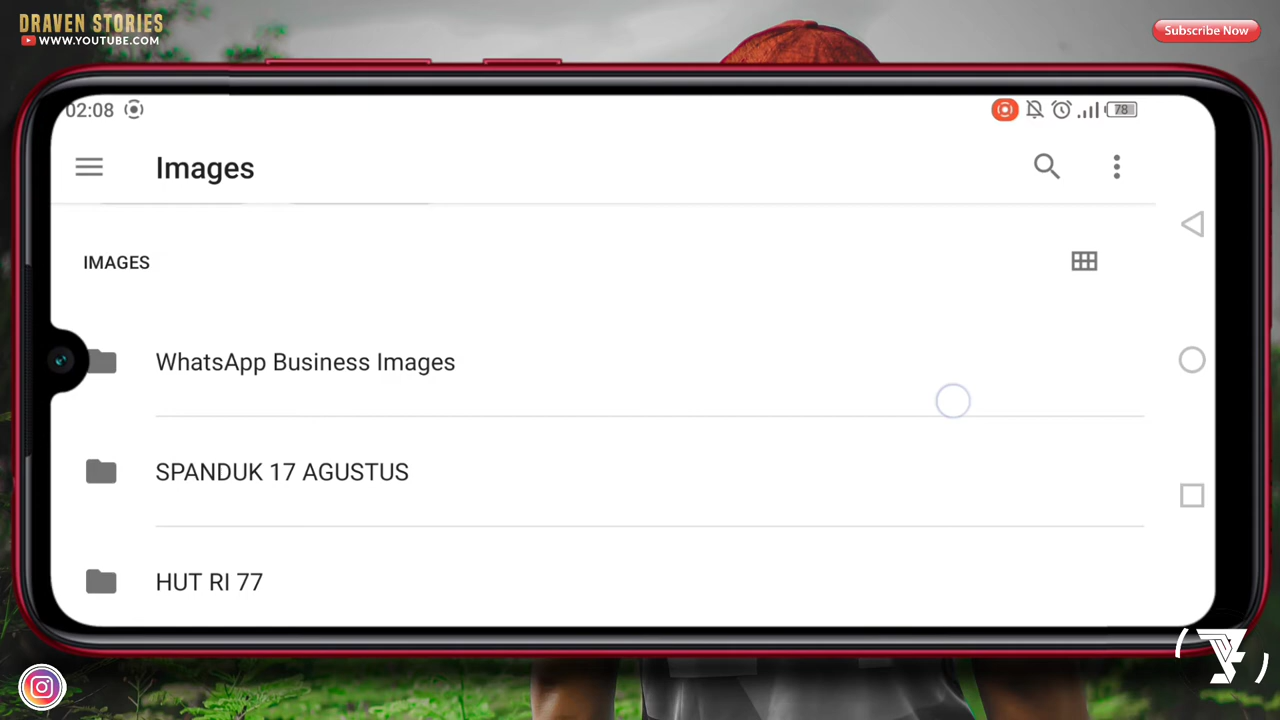 DRAVEN STORIES
WWW.YOUTUBE.COM
Subscribe Now
02:08
78
Images
IMAGES
WhatsApp Business Images
SPANDUK 17 AGUSTUS
HUT RI 77